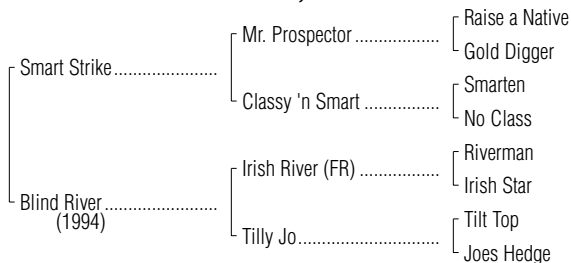 Raise a Native
Mr. Prospector ..................
Gold Digger
Smart Strike......................
Smarten
Classy 'n Smart ................
No Class
Riverman
Irish River (FR) .................
Irish Star
Blind River ........................
(1994)
Tilt Top
Tilly Jo..............................
Joes Hedge